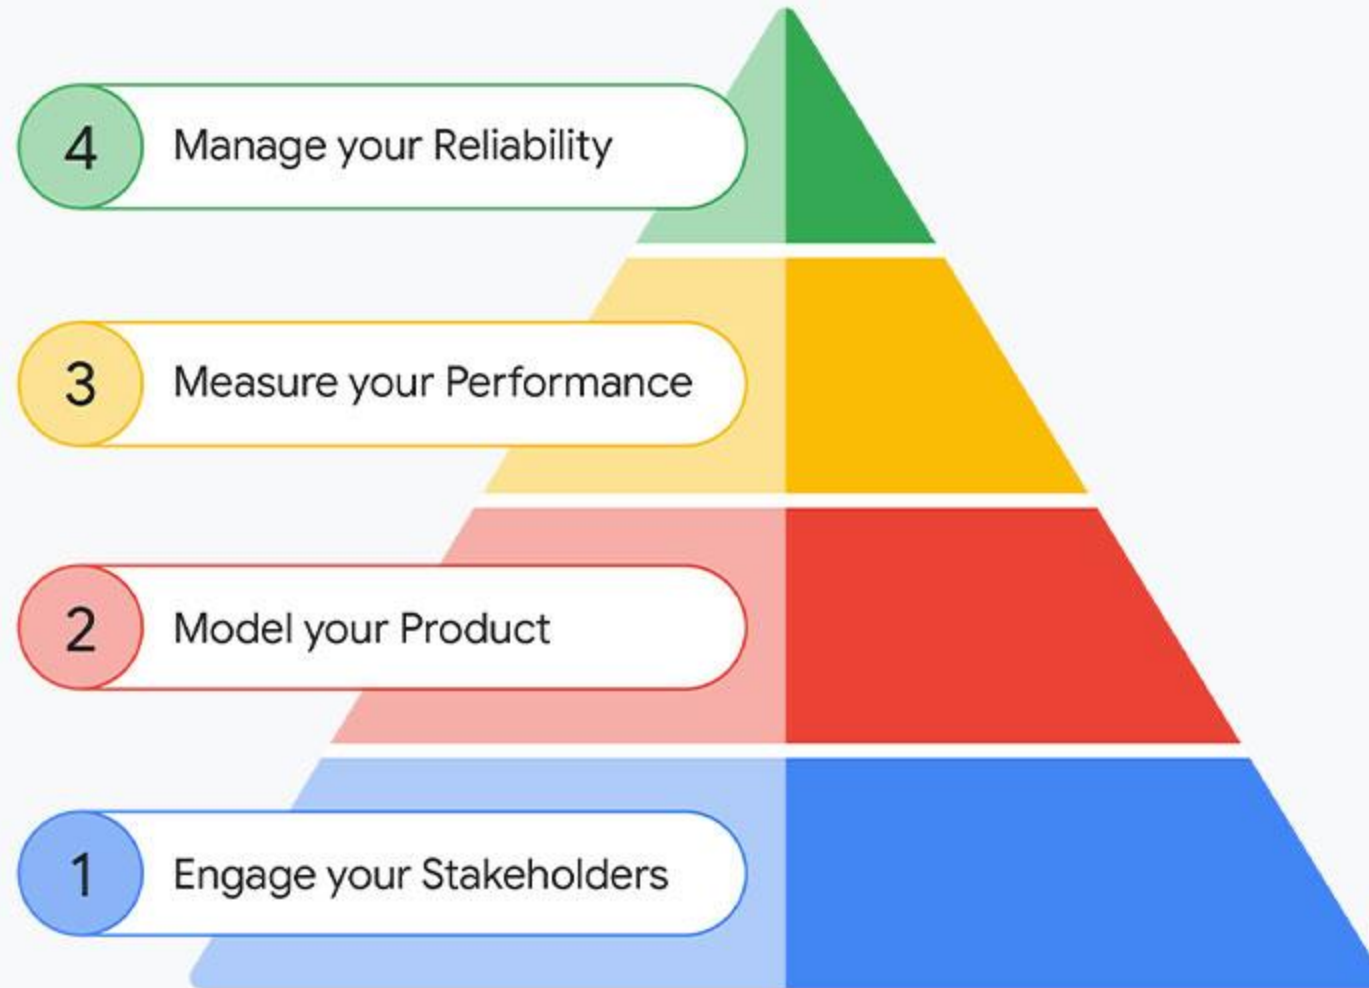 4 Manage your Reliability
3 Measure your Performance
2 Model your Product
1 Engage your Stakeholders